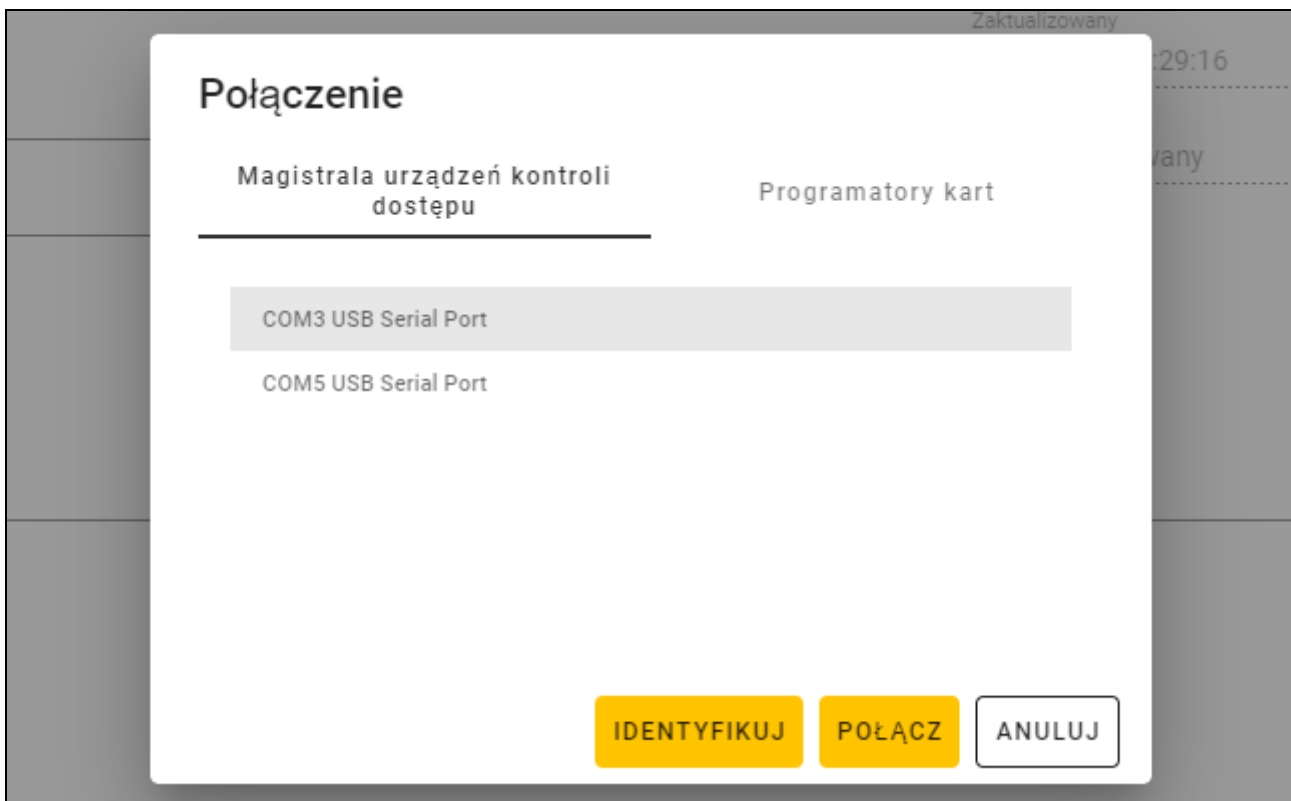 Zaktualizowany
:29:16
Połączenie
Magistrala urządzeń kontroli
dostępu
Programatory kart
COM3 USB Serial Port
COM5 USB Serial Port
IDENTYFIKUJ
POŁĄCZ
ANULUJ